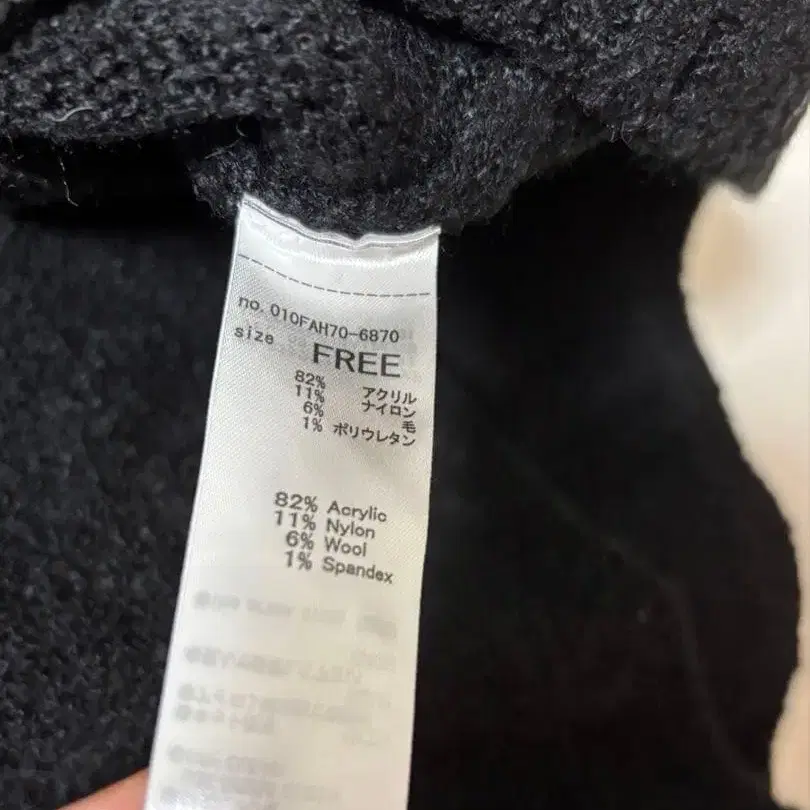 no. 010FAH70-6870
size FREE
82% アクリル
11% ナイロン
6% 毛
1% ポリウレタン
82% Acrylic
11% Nylon
6% Wool
1% Spandex